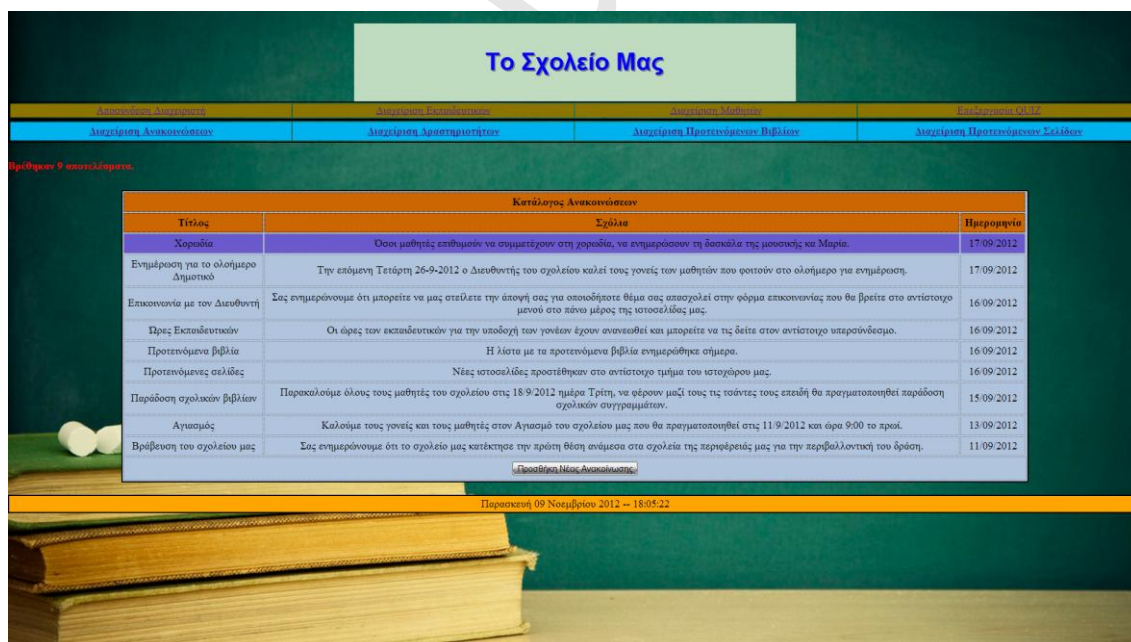 Το Σχολείο Μας
Αποσύνδεση Διαχειριστή Διαχείριση Εκπαιδευτικών Διαχείριση Μαθητών Επεξεργασία QUIZ
Διαχείριση Ανακοινώσεων Διαχείριση Δραστηριοτήτων Διαχείριση Προτεινόμενων Βιβλίων Διαχείριση Προτεινόμενων Σελίδων
Βρέθηκαν 9 αποτελέσματα.
Κατάλογος Ανακοινώσεων
Τίτλος Σχόλια Ημερομηνία
Χορωδία Όσοι μαθητές επιθυμούν να συμμετέχουν στη χορωδία, να ενημερώσουν τη δασκάλα της μουσικής κα Μαρία. 17/09/2012
Ενημέρωση για το ολοήμερο
Δημοτικό Την επόμενη Τετάρτη 26-9-2012 ο Διευθυντής του σχολείου καλεί τους γονείς των μαθητών που φοιτούν στο ολοήμερο για ενημέρωση. 17/09/2012
Επικοινωνία με τον Διευθυντή Σας ενημερώνουμε ότι μπορείτε να μας στείλετε την άποψή σας για οποιοδήποτε θέμα σας απασχολεί στην φόρμα επικοινωνίας που θα βρείτε στο αντίστοιχο
μενού στο πάνω μέρος της ιστοσελίδας μας. 16/09/2012
Ώρες Εκπαιδευτικών Οι ώρες των εκπαιδευτικών για την υποδοχή των γονέων έχουν ανανεωθεί και μπορείτε να τις δείτε στον αντίστοιχο υπερσύνδεσμο. 16/09/2012
Προτεινόμενα βιβλία Η λίστα με τα προτεινόμενα βιβλία ενημερώθηκε σήμερα. 16/09/2012
Προτεινόμενες σελίδες Νέες ιστοσελίδες προστέθηκαν στο αντίστοιχο τμήμα του ιστοχώρου μας. 16/09/2012
Παράδοση σχολικών βιβλίων Παρακαλούμε όλους τους μαθητές του σχολείου στις 18/9/2012 ημέρα Τρίτη, να φέρουν μαζί τους τις τσάντες τους επειδή θα πραγματοποιηθεί παράδοση
σχολικών συγγραμμάτων. 15/09/2012
Αγιασμός Καλούμε τους γονείς και τους μαθητές στον Αγιασμό του σχολείου μας που θα πραγματοποιηθεί στις 11/9/2012 και ώρα 9:00 το πρωί. 13/09/2012
Βράβευση του σχολείου μας Σας ενημερώνουμε ότι το σχολείο μας κατέκτησε την πρώτη θέση ανάμεσα στα σχολεία της περιφέρειάς μας για την περιβαλλοντική του δράση. 11/09/2012
Προσθήκη Νέας Ανακοίνωσης
Παρασκευή 09 Νοεμβρίου 2012 -- 18:05:22